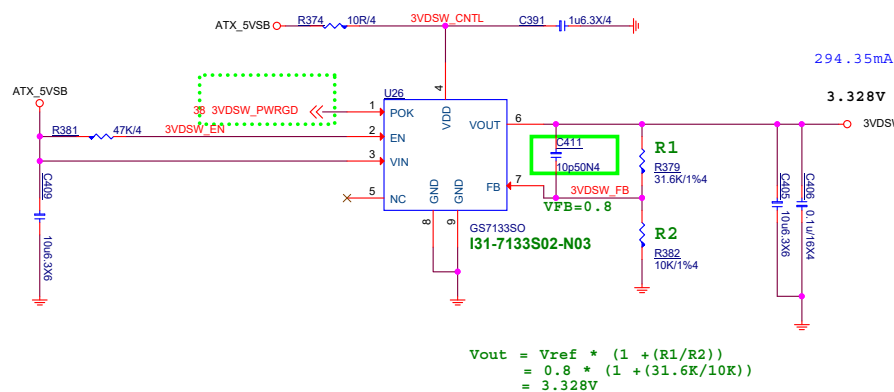 ATX_5VSB
R374
10R/4
3VDSW_CNTL
C391
1u6.3X/4
294.35mA
3.328V
ATX_5VSB
38 3VDSW_PWRGD
R381
47K/4
3VDSW_EN
U26
1
POK
2
EN
3
VIN
5
NC
4
VDD
VOUT
6
FB
7
GND
GND
8
9
GS7133SO
I31-7133S02-N03
C411
10p50N4
3VDSW_FB
VFB=0.8
R1
R379
31.6K/1%4
R2
R382
10K/1%4
3VDSW
C409
10u6.3X6
C405
10u6.3X6
C406
0.1u/16X4
Vout = Vref * (1 +(R1/R2))
= 0.8 * (1 +(31.6K/10K))
= 3.328V